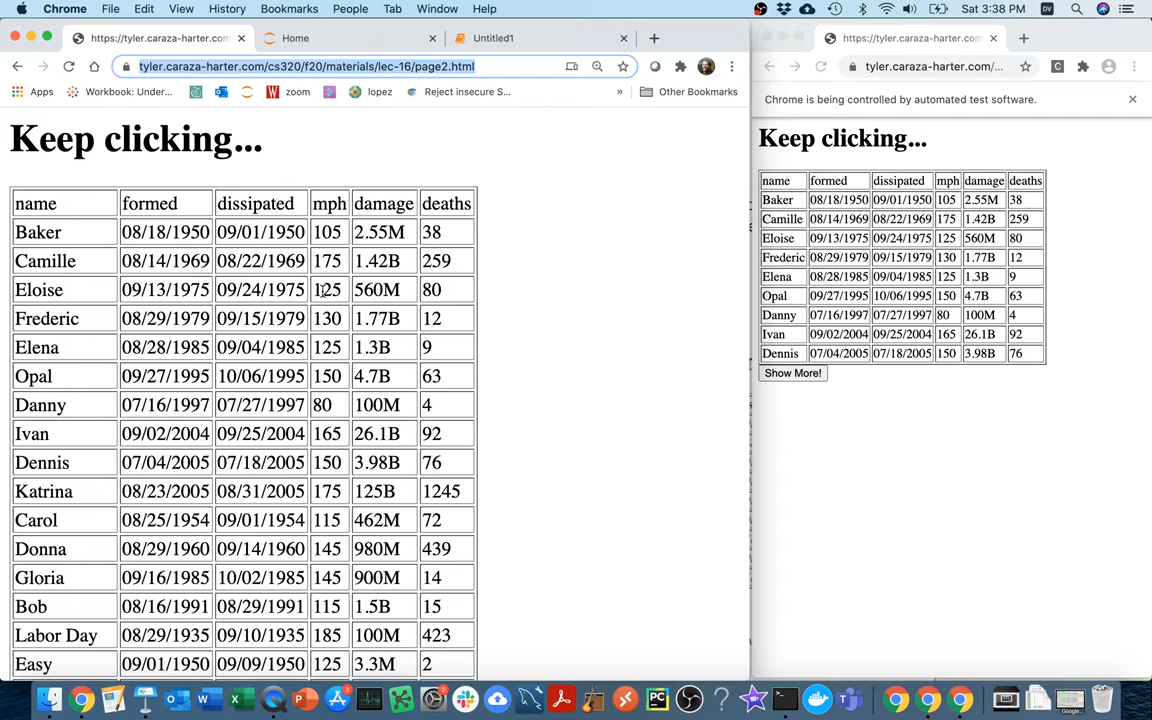 Chrome File Edit View History Bookmarks People Tab Window Help
DV Sat 3:38 PM
https://tyler.caraza-harter.com
Home
Untitled1
tyler.caraza-harter.com/cs320/f20/materials/lec-16/page2.html
Apps Workbook: Under... zoom lopez Reject insecure S... » Other Bookmarks
Keep clicking...
name formed dissipated mph damage deaths
Baker 08/18/1950 09/01/1950 105 2.55M 38
Camille 08/14/1969 08/22/1969 175 1.42B 259
Eloise 09/13/1975 09/24/1975 125 560M 80
Frederic 08/29/1979 09/15/1979 130 1.77B 12
Elena 08/28/1985 09/04/1985 125 1.3B 9
Opal 09/27/1995 10/06/1995 150 4.7B 63
Danny 07/16/1997 07/27/1997 80 100M 4
Ivan 09/02/2004 09/25/2004 165 26.1B 92
Dennis 07/04/2005 07/18/2005 150 3.98B 76
Katrina 08/23/2005 08/31/2005 175 125B 1245
Carol 08/25/1954 09/01/1954 115 462M 72
Donna 08/29/1960 09/14/1960 145 980M 439
Gloria 09/16/1985 10/02/1985 145 900M 14
Bob 08/16/1991 08/29/1991 115 1.5B 15
Labor Day 08/29/1935 09/10/1935 185 100M 423
Easy 09/01/1950 09/09/1950 125 3.3M 2
https://tyler.caraza-harter.com
tyler.caraza-harter.com/...
Chrome is being controlled by automated test software.
Keep clicking...
name formed dissipated mph damage deaths
Baker 08/18/1950 09/01/1950 105 2.55M 38
Camille 08/14/1969 08/22/1969 175 1.42B 259
Eloise 09/13/1975 09/24/1975 125 560M 80
Frederic 08/29/1979 09/15/1979 130 1.77B 12
Elena 08/28/1985 09/04/1985 125 1.3B 9
Opal 09/27/1995 10/06/1995 150 4.7B 63
Danny 07/16/1997 07/27/1997 80 100M 4
Ivan 09/02/2004 09/25/2004 165 26.1B 92
Dennis 07/04/2005 07/18/2005 150 3.98B 76
Show More!